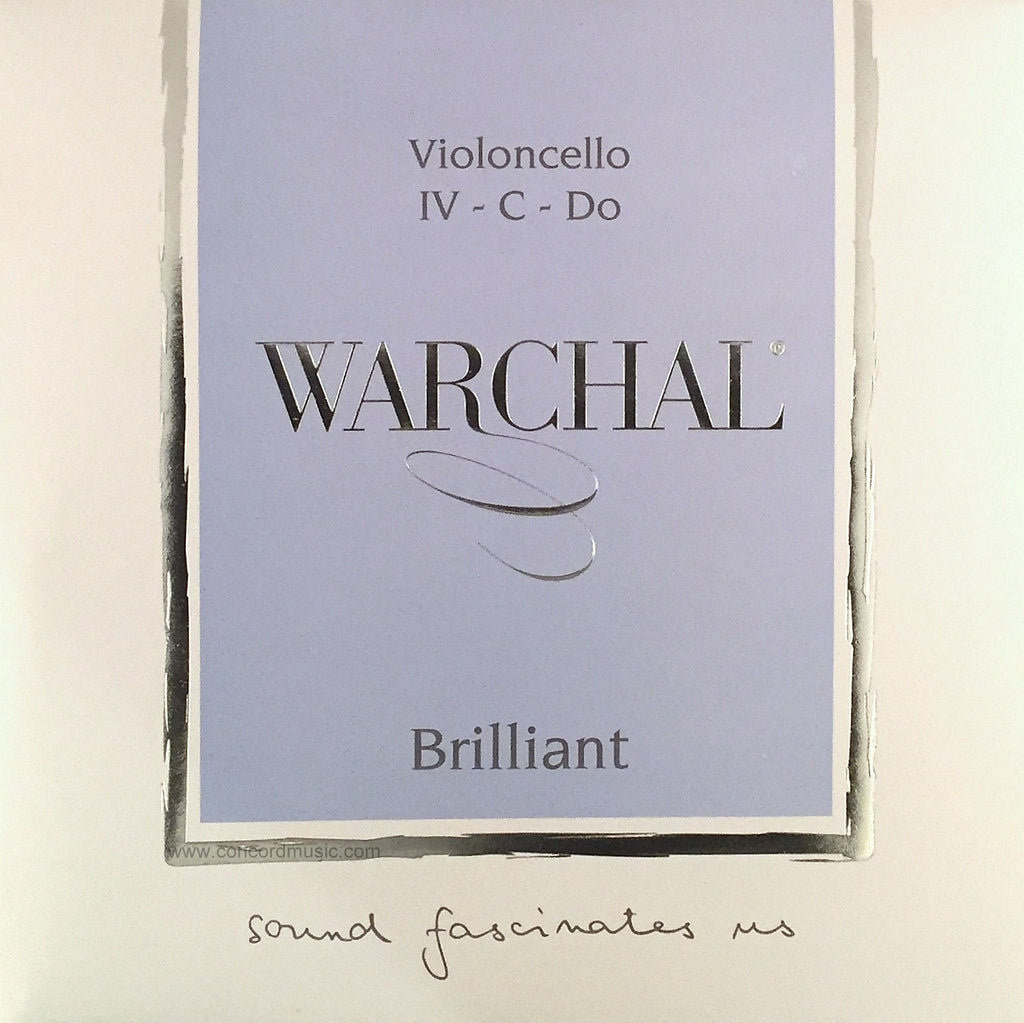 Violoncello
IV - C - Do
WARCHAL®
Brilliant
www.concordmusic.com
sound fascinates us